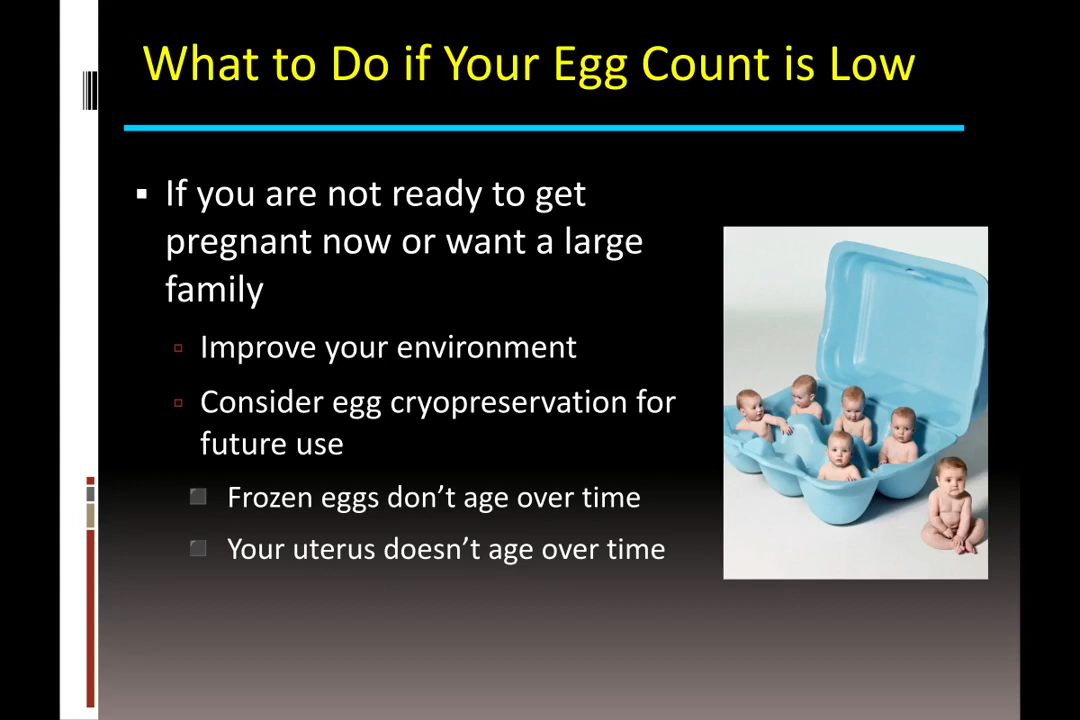 What to Do if Your Egg Count is Low
If you are not ready to get
pregnant now or want a large
family
Improve your environment
Consider egg cryopreservation for
future use
Frozen eggs don’t age over time
Your uterus doesn’t age over time